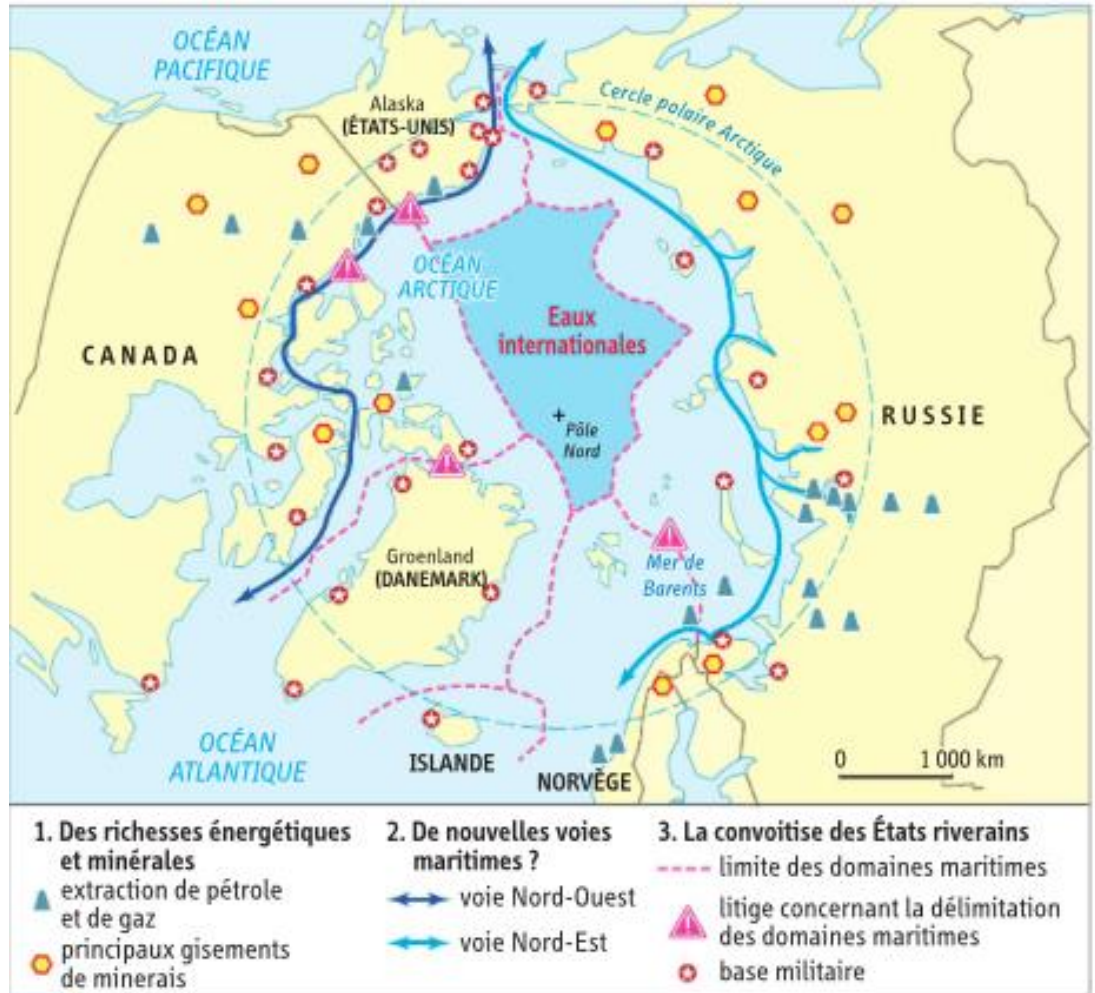 OCÉAN
PACIFIQUE
Alaska
(ÉTATS-UNIS)
Cercle polaire Arctique
OCÉAN
ARCTIQUE
Eaux
internationales
CANADA
+
Pôle
Nord
RUSSIE
Groenland
(DANEMARK)
Mer de
Barents
OCÉAN
ATLANTIQUE
ISLANDE
NORVÈGE
0 1 000 km
1. Des richesses énergétiques
et minérales
extraction de pétrole
et de gaz
principaux gisements
de minerais
2. De nouvelles voies
maritimes ?
voie Nord-Ouest
voie Nord-Est
3. La convoitise des États riverains
limite des domaines maritimes
litige concernant la délimitation
des domaines maritimes
base militaire